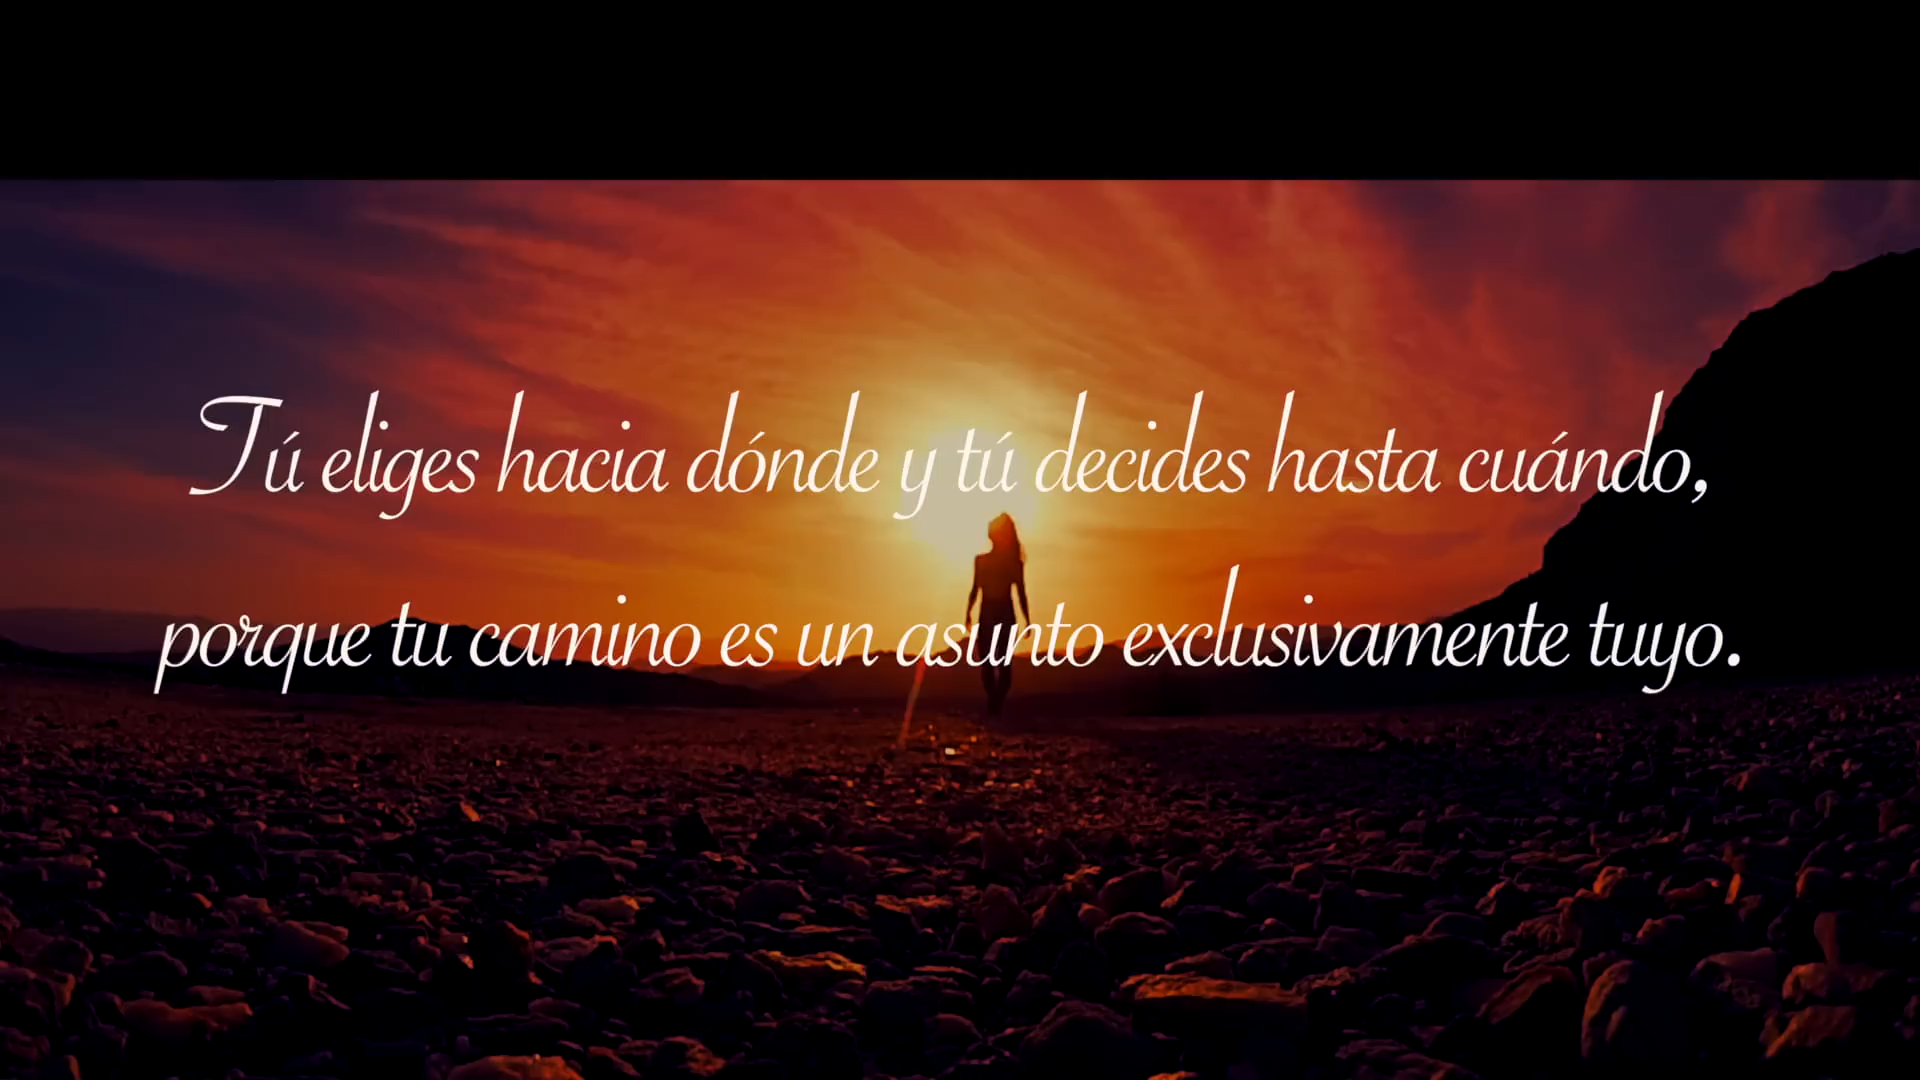 Tú eliges hacia dónde y tú decides hasta cuándo,
porque tu camino es un asunto exclusivamente tuyo.